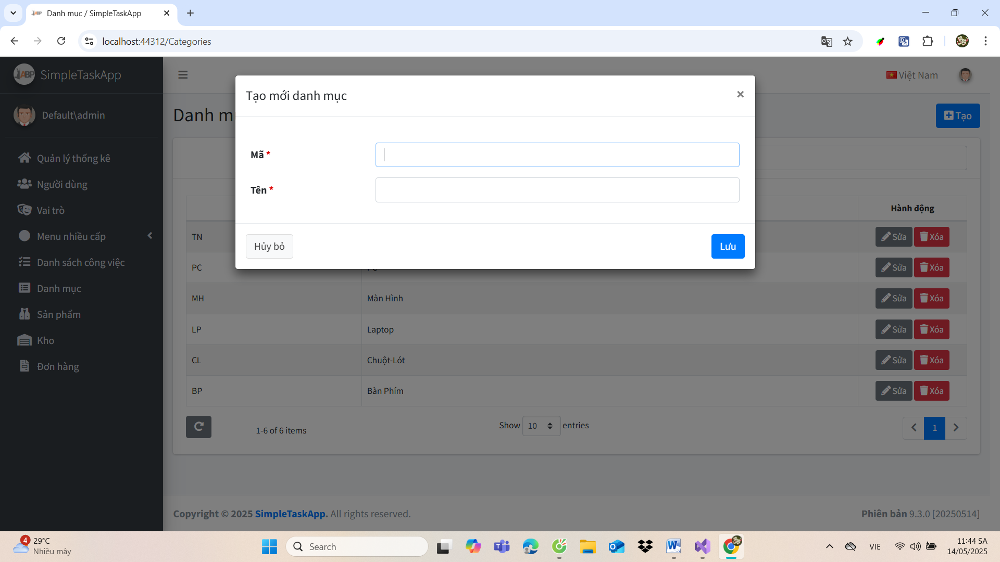 Danh mục / SimpleTaskApp
localhost:44312/Categories
SimpleTaskApp
Việt Nam
Default\admin
Quản lý thống kê
Người dùng
Vai trò
Menu nhiều cấp
Danh sách công việc
Danh mục
Sản phẩm
Kho
Đơn hàng
Tạo
Tạo mới danh mục
×
Mã *
Tên *
Hủy bỏ
Lưu
Hành động
TN Sửa Xóa
PC PC Sửa Xóa
MH Màn Hình Sửa Xóa
LP Laptop Sửa Xóa
CL Chuột-Lót Sửa Xóa
BP Bàn Phím Sửa Xóa
1-6 of 6 items
Show 10 entries
1
Copyright © 2025 SimpleTaskApp. All rights reserved.
Phiên bản 9.3.0 [20250514]
4
29°C
Nhiều mây
Search
VIE
11:44 SA
14/05/2025